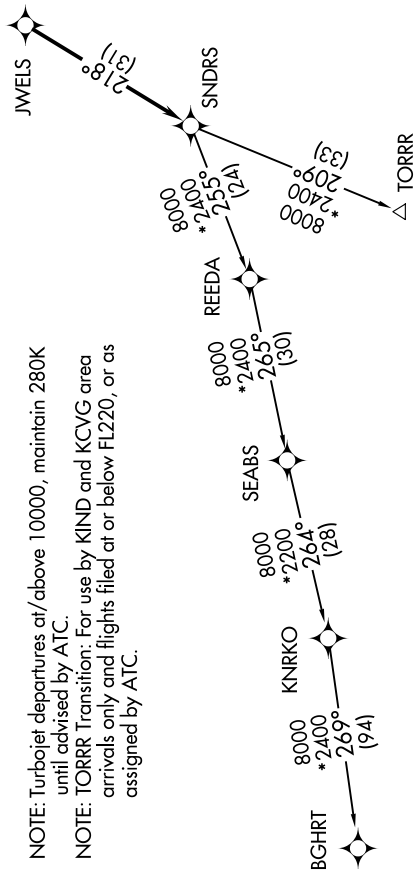 NOTE: Turbojet departures at/above 10000, maintain 280K
until advised by ATC.
NOTE: TORRR Transition: For use by KIND and KCVG area
arrivals only and flights filed at or below FL220, or as
assigned by ATC.
JWELS
218°
(31)
SNDRS
8000
*2400
209°
(33)
TORRR
8000
*2400
255°
(24)
REEDA
8000
*2400
265°
(30)
SEABS
8000
*2200
264°
(28)
KNRKO
8000
*2400
269°
(94)
BGHRT